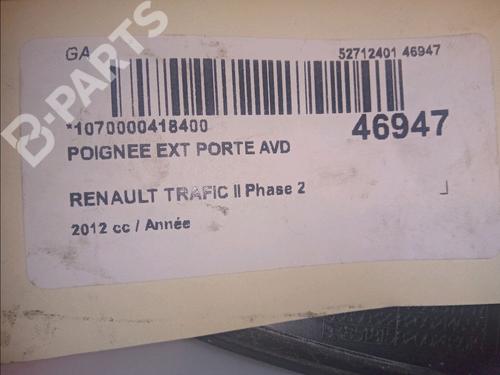 GA 52712401 46947
*1070000418400 46947
POIGNEE EXT PORTE AVD
RENAULT TRAFIC II Phase 2
2012 cc / Année
B-PARTS